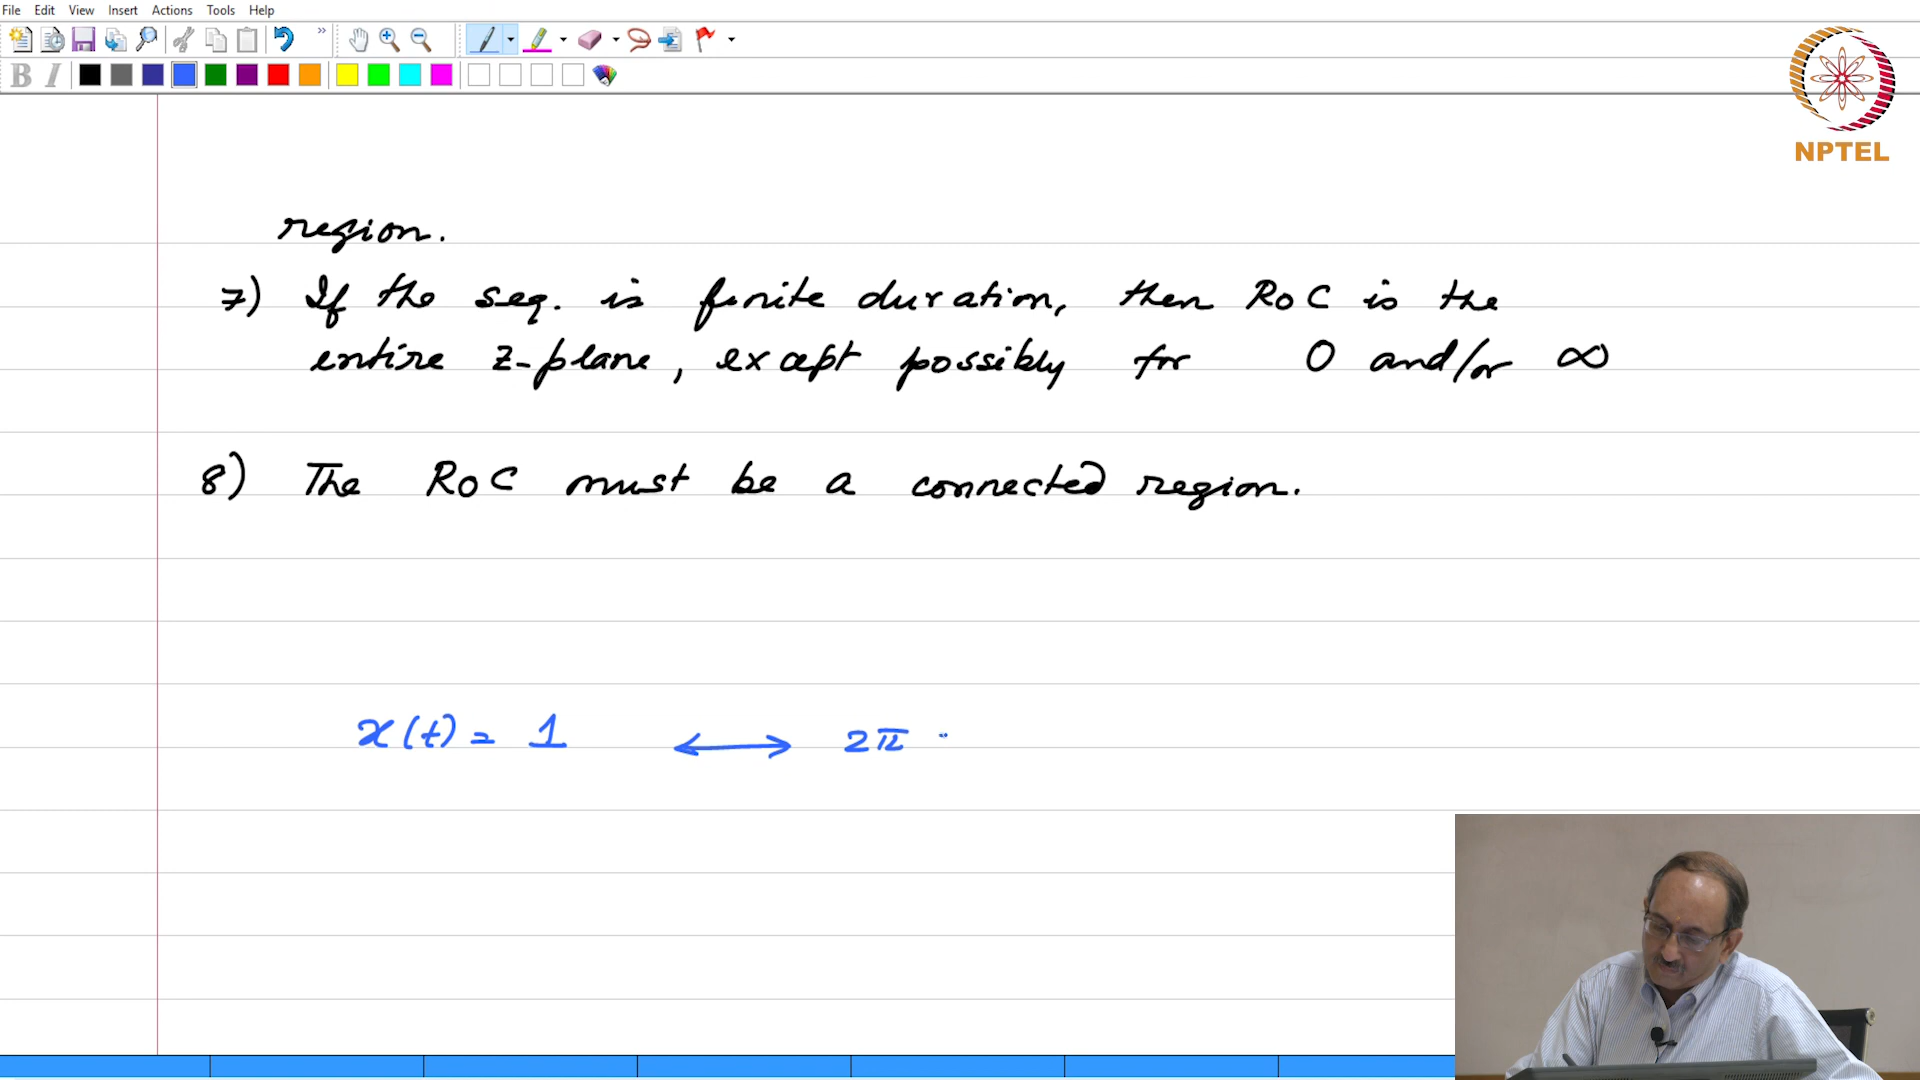 File Edit View Insert Actions Tools Help
B I
NPTEL
region.
7) If the seq. is finite duration, then RoC is the
entire z-plane, except possibly for 0 and/or ∞
8) The RoC must be a connected region.
x(t) = 1 ⟷ 2π